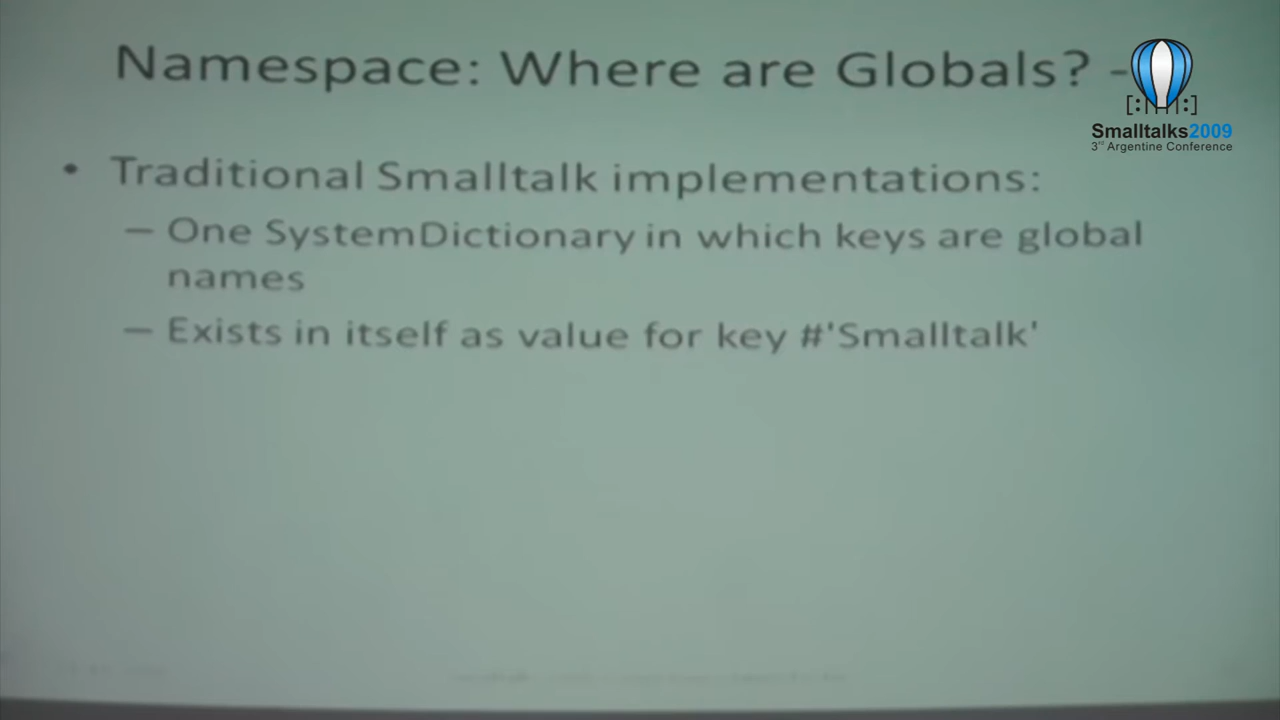 Namespace: Where are Globals? -
[:| | | |:]
Smalltalks2009
3rd Argentine Conference
• Traditional Smalltalk implementations:
– One SystemDictionary in which keys are global
names
– Exists in itself as value for key #'Smalltalk'